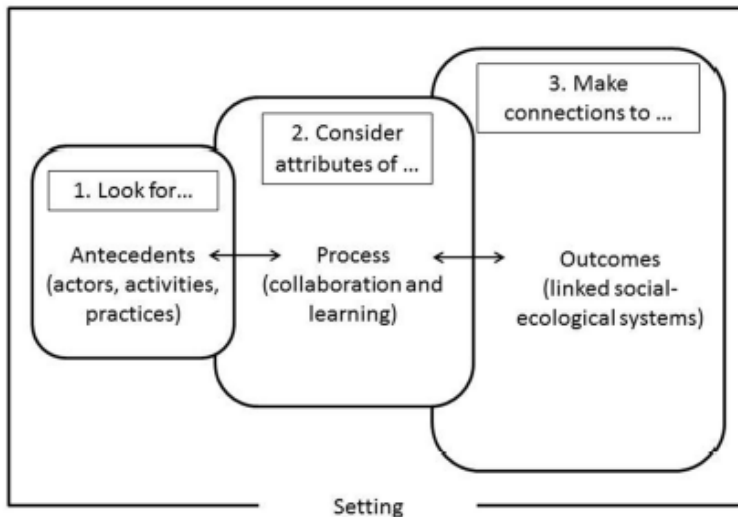 1. Look for...
Antecedents
(actors, activities,
practices)
2. Consider
attributes of ...
Process
(collaboration and
learning)
3. Make
connections to ...
Outcomes
(linked social-
ecological systems)
Setting